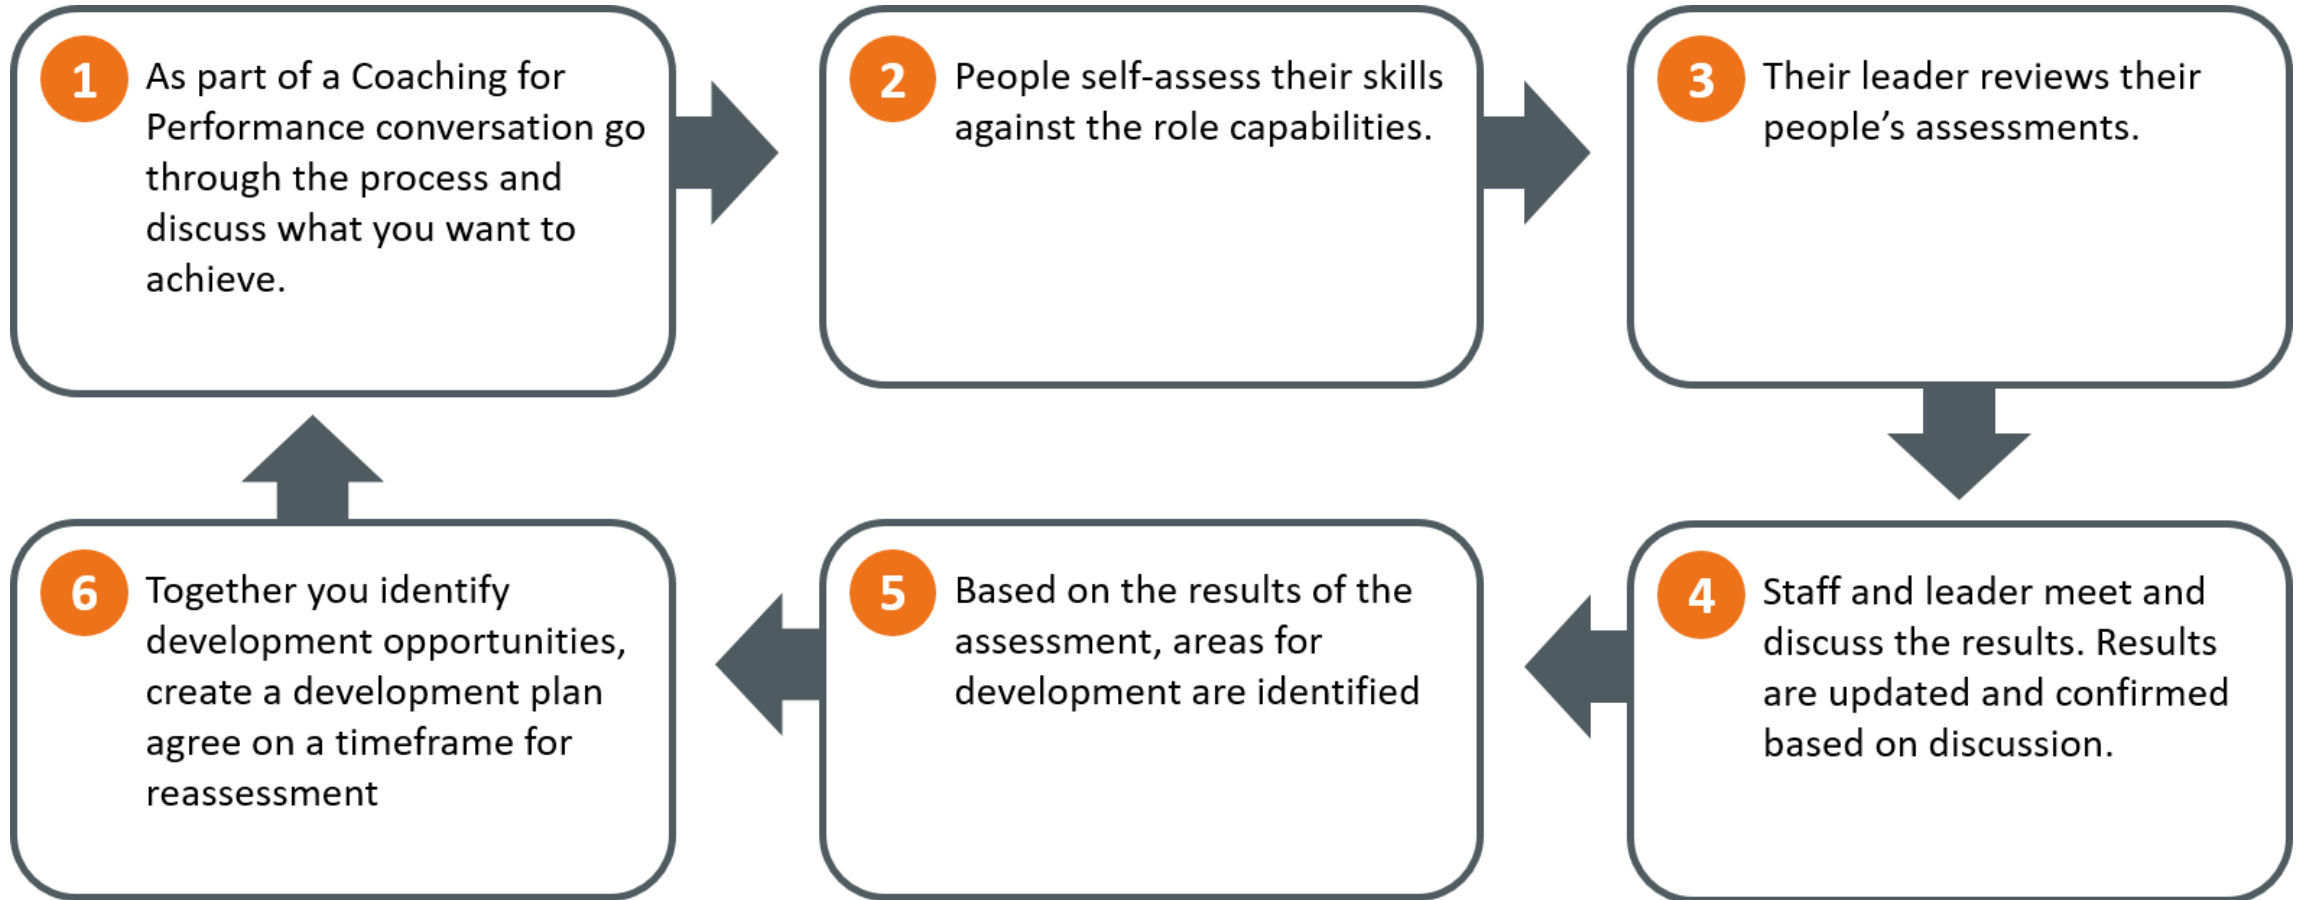 1
As part of a Coaching for
Performance conversation go
through the process and
discuss what you want to
achieve.
2
People self-assess their skills
against the role capabilities.
3
Their leader reviews their
people’s assessments.
4
Staff and leader meet and
discuss the results. Results
are updated and confirmed
based on discussion.
5
Based on the results of the
assessment, areas for
development are identified
6
Together you identify
development opportunities,
create a development plan
agree on a timeframe for
reassessment